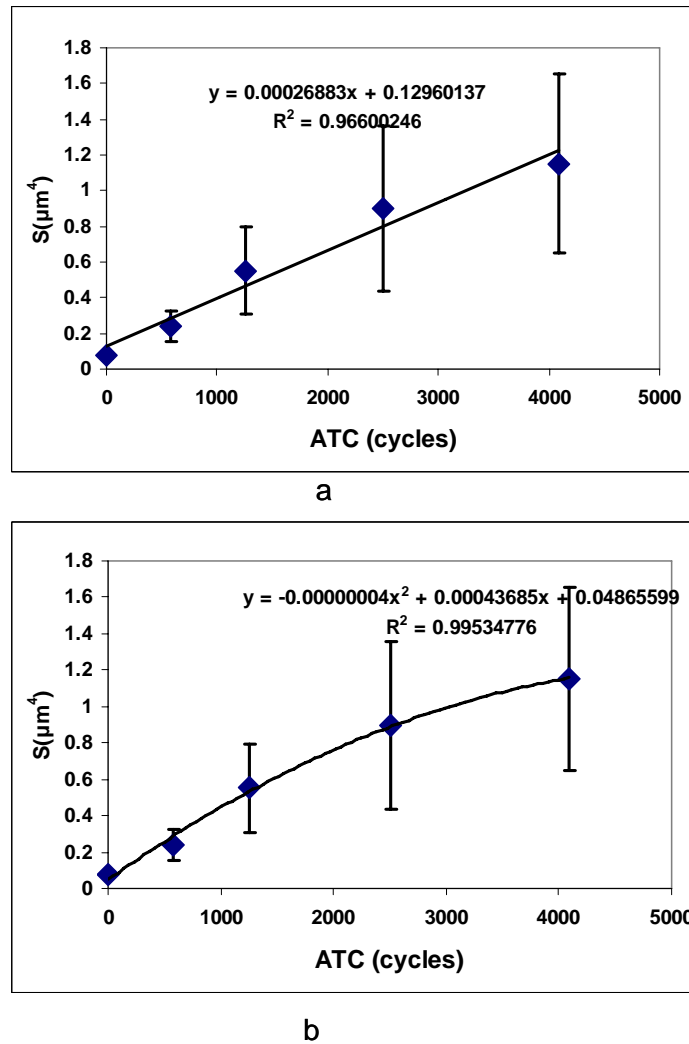 1.8
1.6
1.4
1.2
1
0.8
0.6
0.4
0.2
0
y = 0.00026883x + 0.12960137
R² = 0.96600246
S(µm⁴)
0 1000 2000 3000 4000 5000
ATC (cycles)
a
1.8
1.6
1.4
1.2
1
0.8
0.6
0.4
0.2
0
y = -0.00000004x² + 0.00043685x + 0.04865599
R² = 0.99534776
S(µm⁴)
0 1000 2000 3000 4000 5000
ATC (cycles)
b